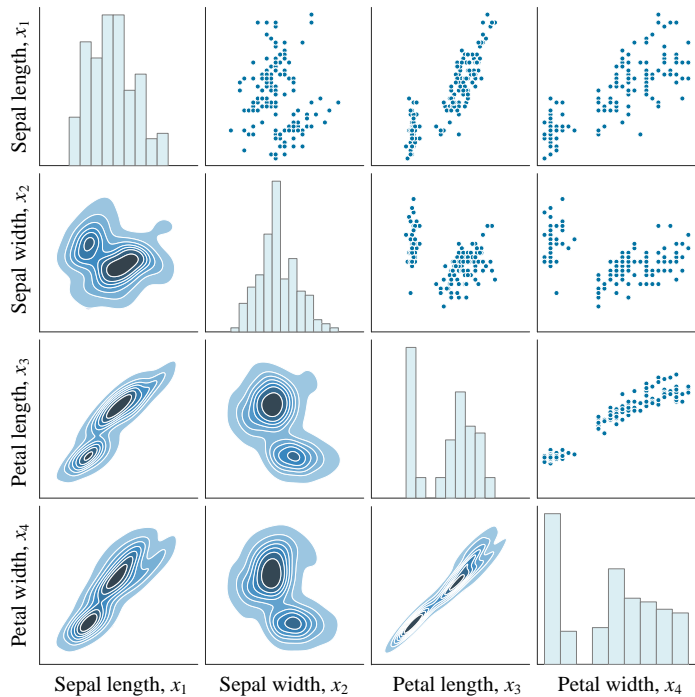 Sepal length, x1
Sepal width, x2
Petal length, x3
Petal width, x4
Sepal length, x1
Sepal width, x2
Petal length, x3
Petal width, x4